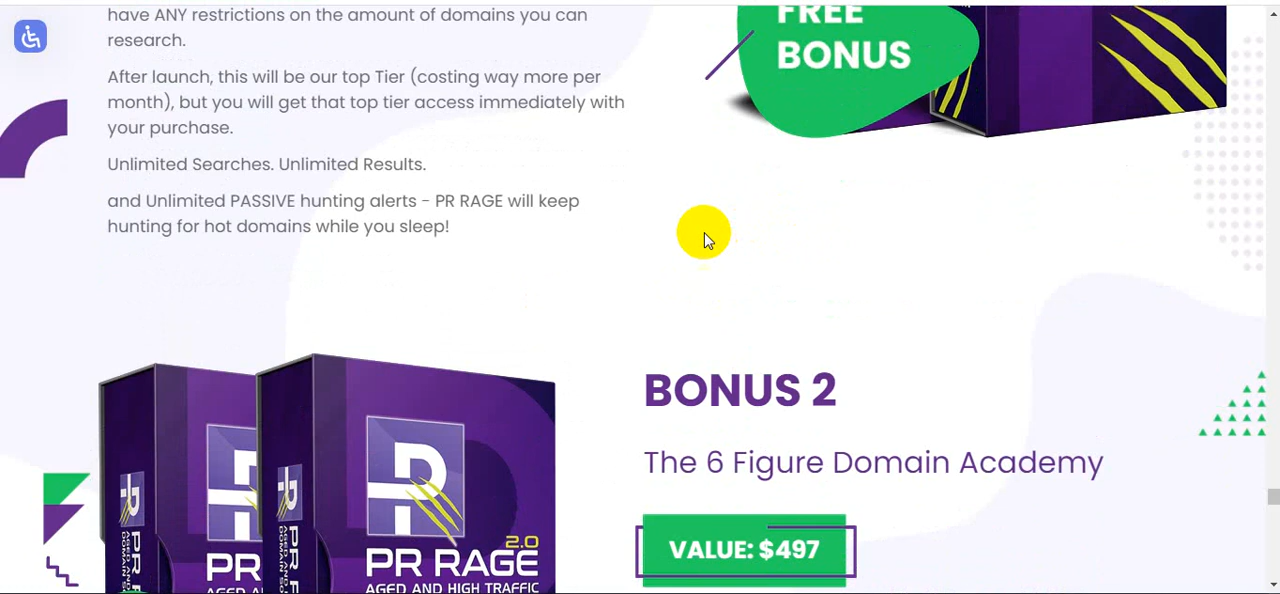 have ANY restrictions on the amount of domains you can
research.
After launch, this will be our top Tier (costing way more per
month), but you will get that top tier access immediately with
your purchase.
Unlimited Searches. Unlimited Results.
and Unlimited PASSIVE hunting alerts - PR RAGE will keep
hunting for hot domains while you sleep!
FREE
BONUS
BONUS 2
The 6 Figure Domain Academy
VALUE: $497
PR RAGE
2.0
PR RAGE
AGED AND HIGH TRAFFIC